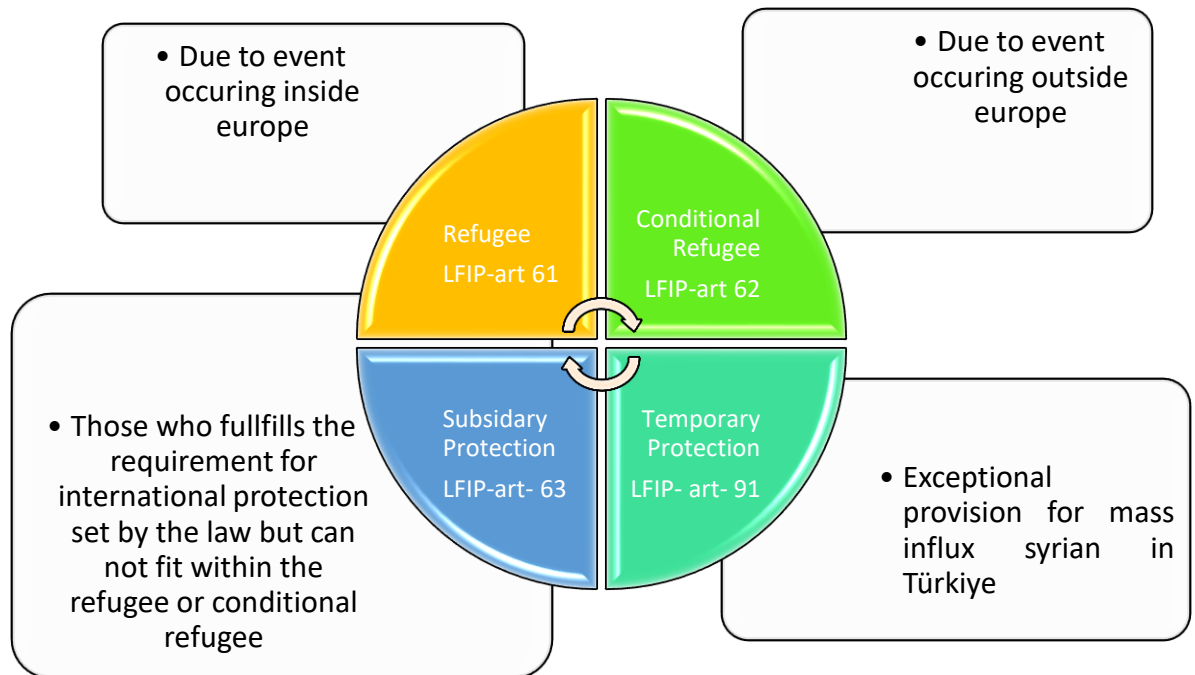 • Due to event
occuring inside
europe
• Due to event
occuring outside
europe
Refugee
LFIP-art 61
Conditional
Refugee
LFIP-art 62
Subsidary
Protection
LFIP-art- 63
Temporary
Protection
LFIP- art- 91
• Those who fullfills the
requirement for
international protection
set by the law but can
not fit within the
refugee or conditional
refugee
• Exceptional
provision for mass
influx syrian in
Türkiye